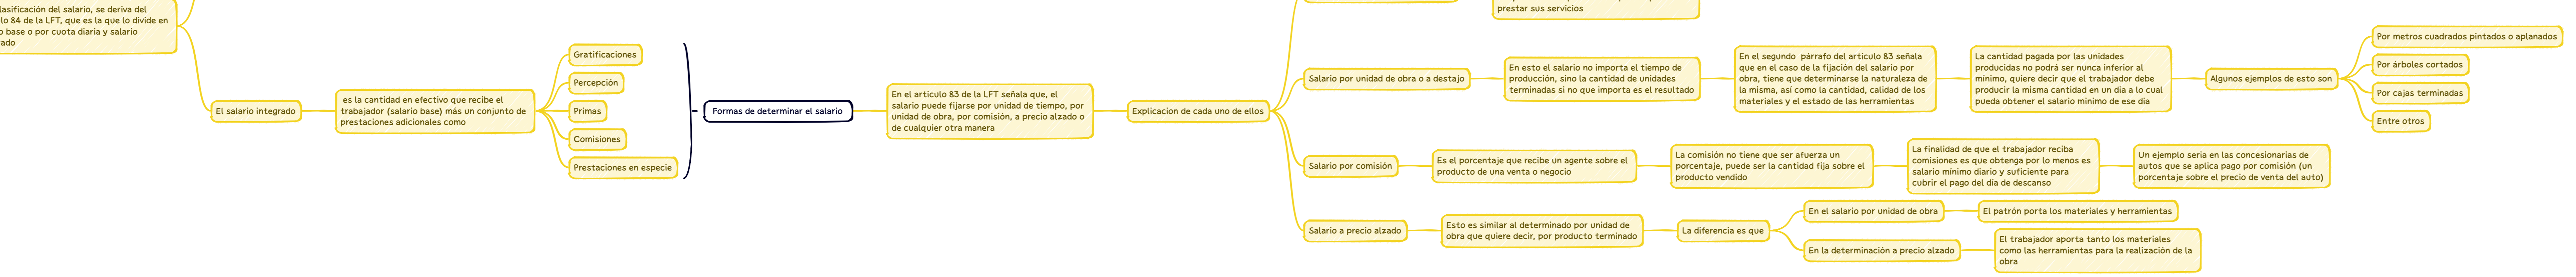 lasificación del salario, se deriva del
lo 84 de la LFT, que es la que lo divide en
o base o por cuota diaria y salario
ado
El salario integrado
es la cantidad en efectivo que recibe el
trabajador (salario base) más un conjunto de
prestaciones adicionales como
Gratificaciones
Percepción
Primas
Comisiones
Prestaciones en especie
Formas de determinar el salario
En el articulo 83 de la LFT señala que, el
salario puede fijarse por unidad de tiempo, por
unidad de obra, por comisión, a precio alzado o
de cualquier otra manera
Explicacion de cada uno de ellos
prestar sus servicios
Salario por unidad de obra o a destajo
En esto el salario no importa el tiempo de
producción, sino la cantidad de unidades
terminadas si no que importa es el resultado
En el segundo párrafo del articulo 83 señala
que en el caso de la fijación del salario por
obra, tiene que determinarse la naturaleza de
la misma, así como la cantidad, calidad de los
materiales y el estado de las herramientas
La cantidad pagada por las unidades
producidas no podrá ser nunca inferior al
mínimo, quiere decir que el trabajador debe
producir la misma cantidad en un día a lo cual
pueda obtener el salario mínimo de ese día
Algunos ejemplos de esto son
Por metros cuadrados pintados o aplanados
Por árboles cortados
Por cajas terminadas
Entre otros
Salario por comisión
Es el porcentaje que recibe un agente sobre el
producto de una venta o negocio
La comisión no tiene que ser afuerza un
porcentaje, puede ser la cantidad fija sobre el
producto vendido
La finalidad de que el trabajador reciba
comisiones es que obtenga por lo menos es
salario mínimo diario y suficiente para
cubrir el pago del día de descanso
Un ejemplo seria en las concesionarias de
autos que se aplica pago por comisión (un
porcentaje sobre el precio de venta del auto)
Salario a precio alzado
Esto es similar al determinado por unidad de
obra que quiere decir, por producto terminado
La diferencia es que
En el salario por unidad de obra
El patrón porta los materiales y herramientas
En la determinación a precio alzado
El trabajador aporta tanto los materiales
como las herramientas para la realización de la
obra